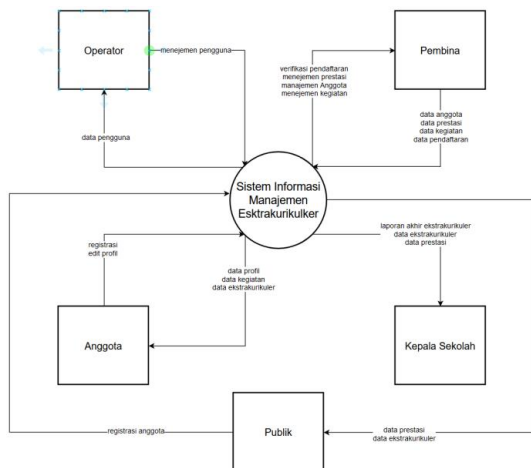 Operator
menejemen pengguna
Pembina
verifikasi pendaftaran
menejemen prestasi
manajemen Anggota
menejemen kegiatan
data anggota
data prestasi
data kegiatan
data pendaftaran
data pengguna
Sistem Informasi
Manajemen
Esktrakurikulker
laporan akhir ekstrakurikuler
data ekstrakurikuler
data prestasi
registrasi
edit profil
data profil
data kegiatan
data ekstrakurikuler
Anggota
Kepala Sekolah
registrasi anggota
Publik
data prestasi
data ekstrakurikuler